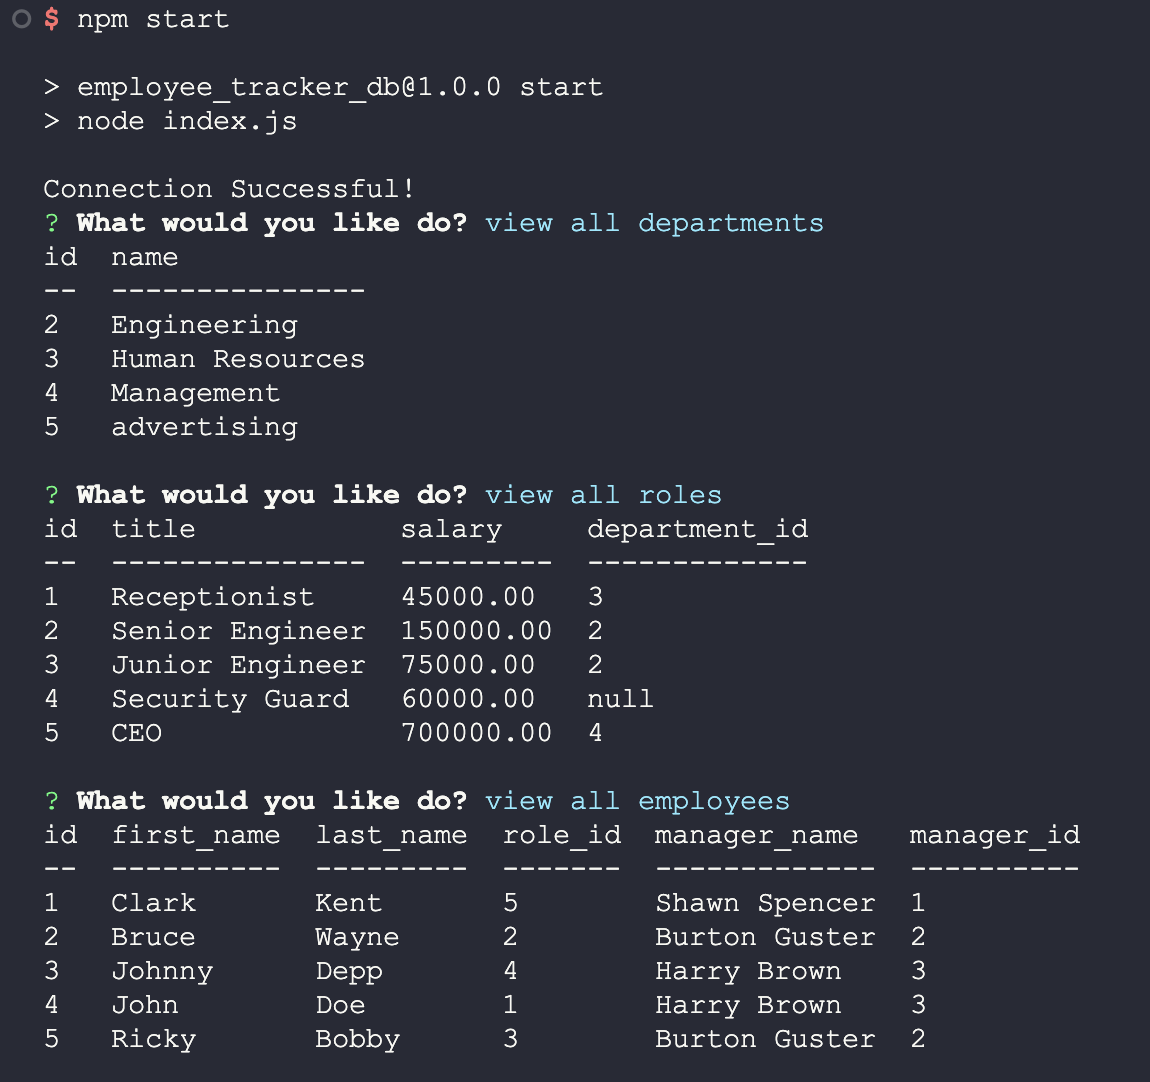 $ npm start
> employee_tracker_db@1.0.0 start
> node index.js
Connection Successful!
? What would you like do? view all departments
id  name
--  ---------------
2   Engineering
3   Human Resources
4   Management
5   advertising
? What would you like do? view all roles
id  title            salary     department_id
--  ---------------  ---------  -------------
1   Receptionist     45000.00   3
2   Senior Engineer  150000.00  2
3   Junior Engineer  75000.00   2
4   Security Guard   60000.00   null
5   CEO              700000.00  4
? What would you like do? view all employees
id  first_name  last_name  role_id  manager_name   manager_id
--  ----------  ---------  -------  -------------  ----------
1   Clark       Kent       5        Shawn Spencer  1
2   Bruce       Wayne      2        Burton Guster  2
3   Johnny      Depp       4        Harry Brown    3
4   John        Doe        1        Harry Brown    3
5   Ricky       Bobby      3        Burton Guster  2